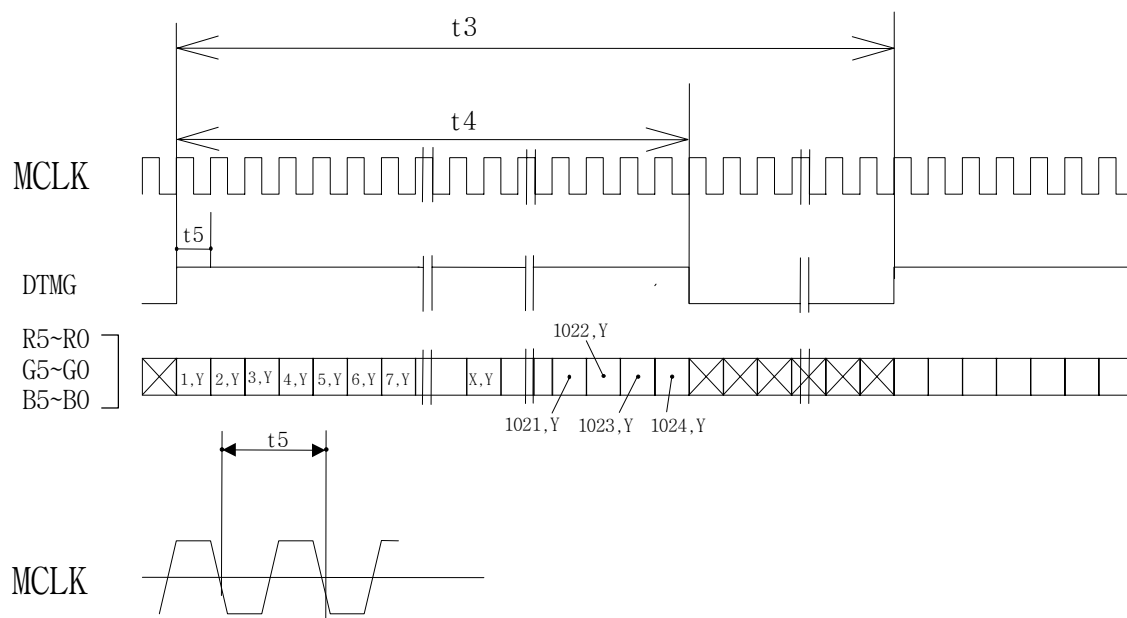 t3
t4
MCLK
t5
DTMG
R5~R0
G5~G0
B5~B0
1022,Y
1,Y 2,Y 3,Y 4,Y 5,Y 6,Y 7,Y X,Y
1021,Y 1023,Y 1024,Y
t5
MCLK